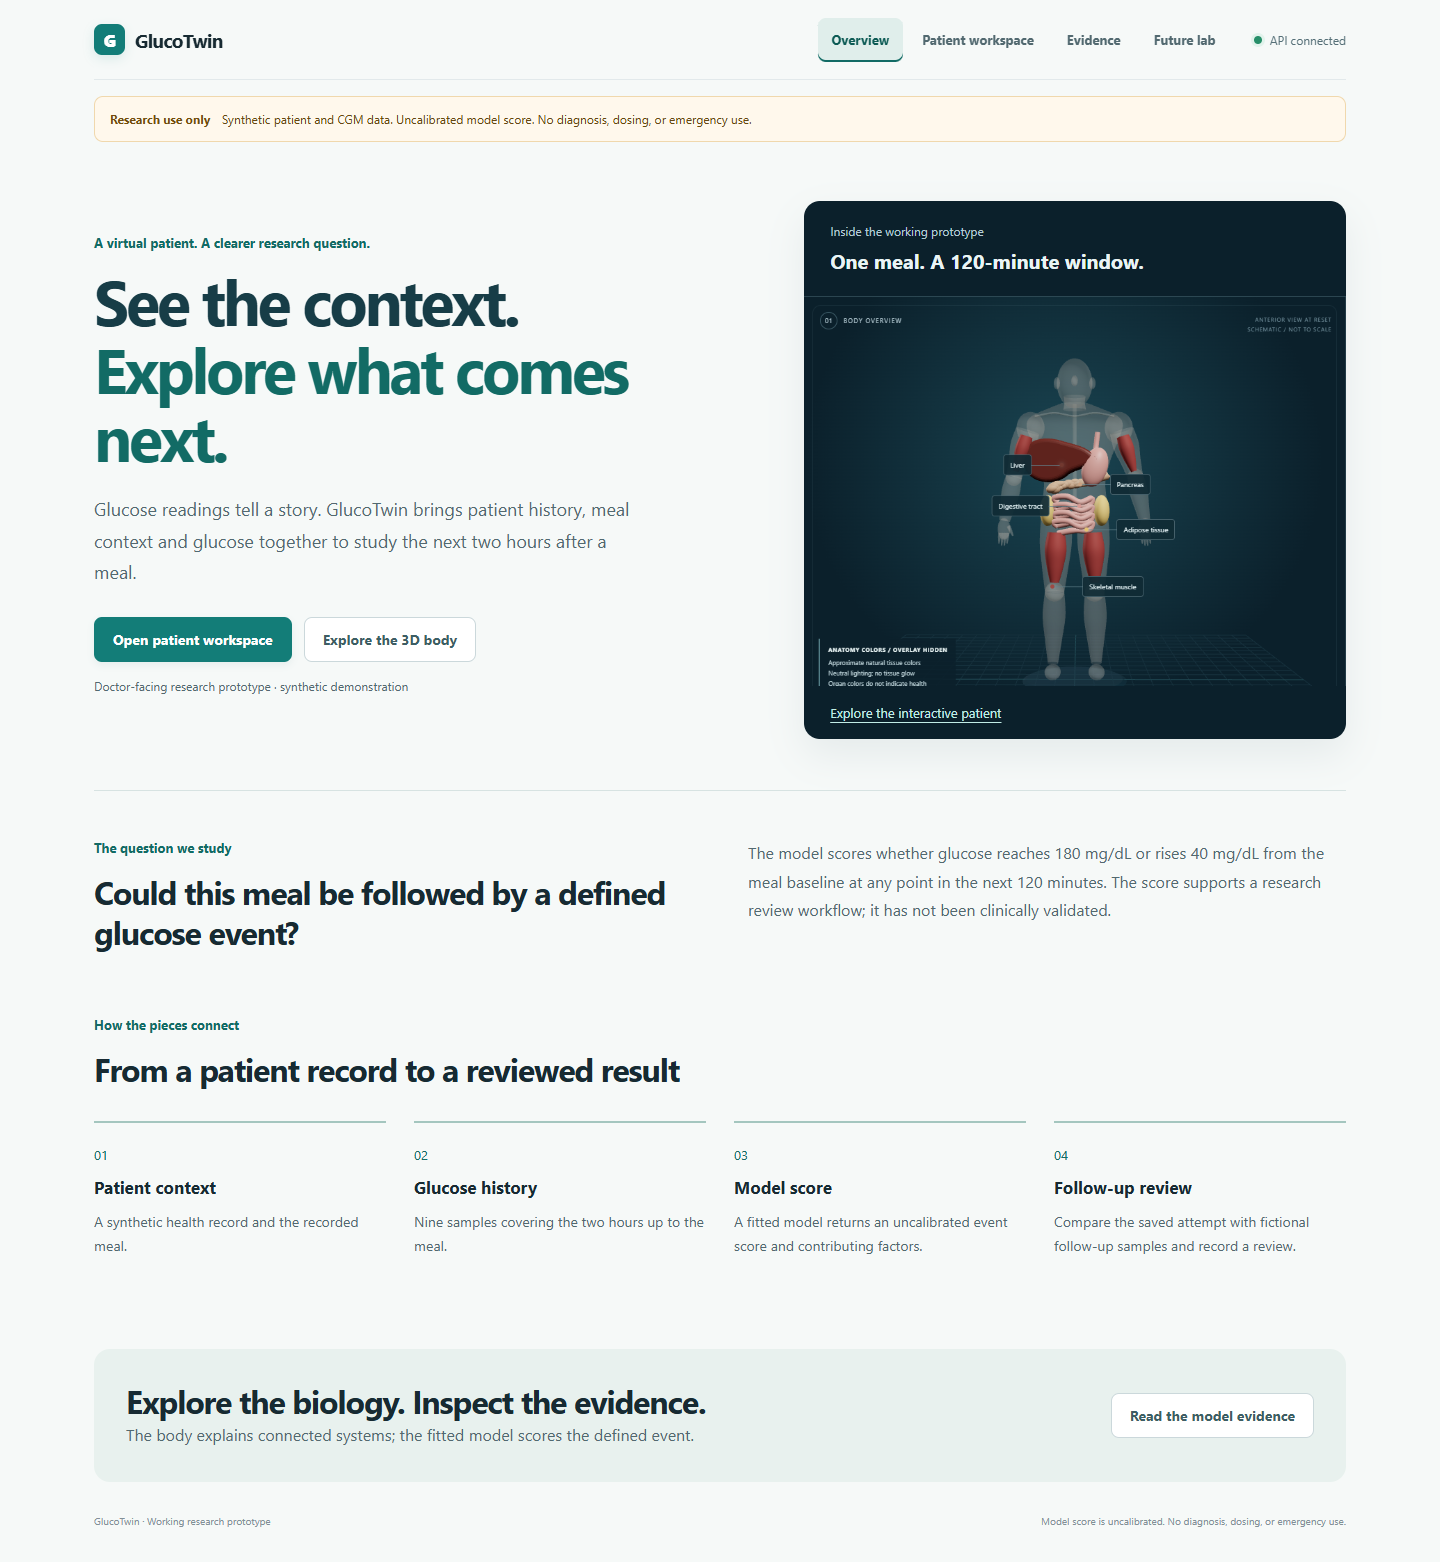 G GlucoTwin
Overview Patient workspace Evidence Future lab API connected
Research use only Synthetic patient and CGM data. Uncalibrated model score. No diagnosis, dosing, or emergency use.
A virtual patient. A clearer research question.
See the context.
Explore what comes
next.
Glucose readings tell a story. GlucoTwin brings patient history, meal
context and glucose together to study the next two hours after a
meal.
Open patient workspace Explore the 3D body
Doctor-facing research prototype · synthetic demonstration
Inside the working prototype
One meal. A 120-minute window.
01 BODY OVERVIEW
ANTERIOR VIEW AT RESET
SCHEMATIC / NOT TO SCALE
Liver
Pancreas
Digestive tract
Adipose tissue
Skeletal muscle
ANATOMY COLORS / OVERLAY HIDDEN
Approximate natural tissue colors
Neutral lighting; no tissue glow
Organ colors do not indicate health
Explore the interactive patient
The question we study
Could this meal be followed by a defined
glucose event?
The model scores whether glucose reaches 180 mg/dL or rises 40 mg/dL from the
meal baseline at any point in the next 120 minutes. The score supports a research
review workflow; it has not been clinically validated.
How the pieces connect
From a patient record to a reviewed result
01
Patient context
A synthetic health record and the recorded
meal.
02
Glucose history
Nine samples covering the two hours up to the
meal.
03
Model score
A fitted model returns an uncalibrated event
score and contributing factors.
04
Follow-up review
Compare the saved attempt with fictional
follow-up samples and record a review.
Explore the biology. Inspect the evidence.
The body explains connected systems; the fitted model scores the defined event.
Read the model evidence
GlucoTwin · Working research prototype
Model score is uncalibrated. No diagnosis, dosing, or emergency use.